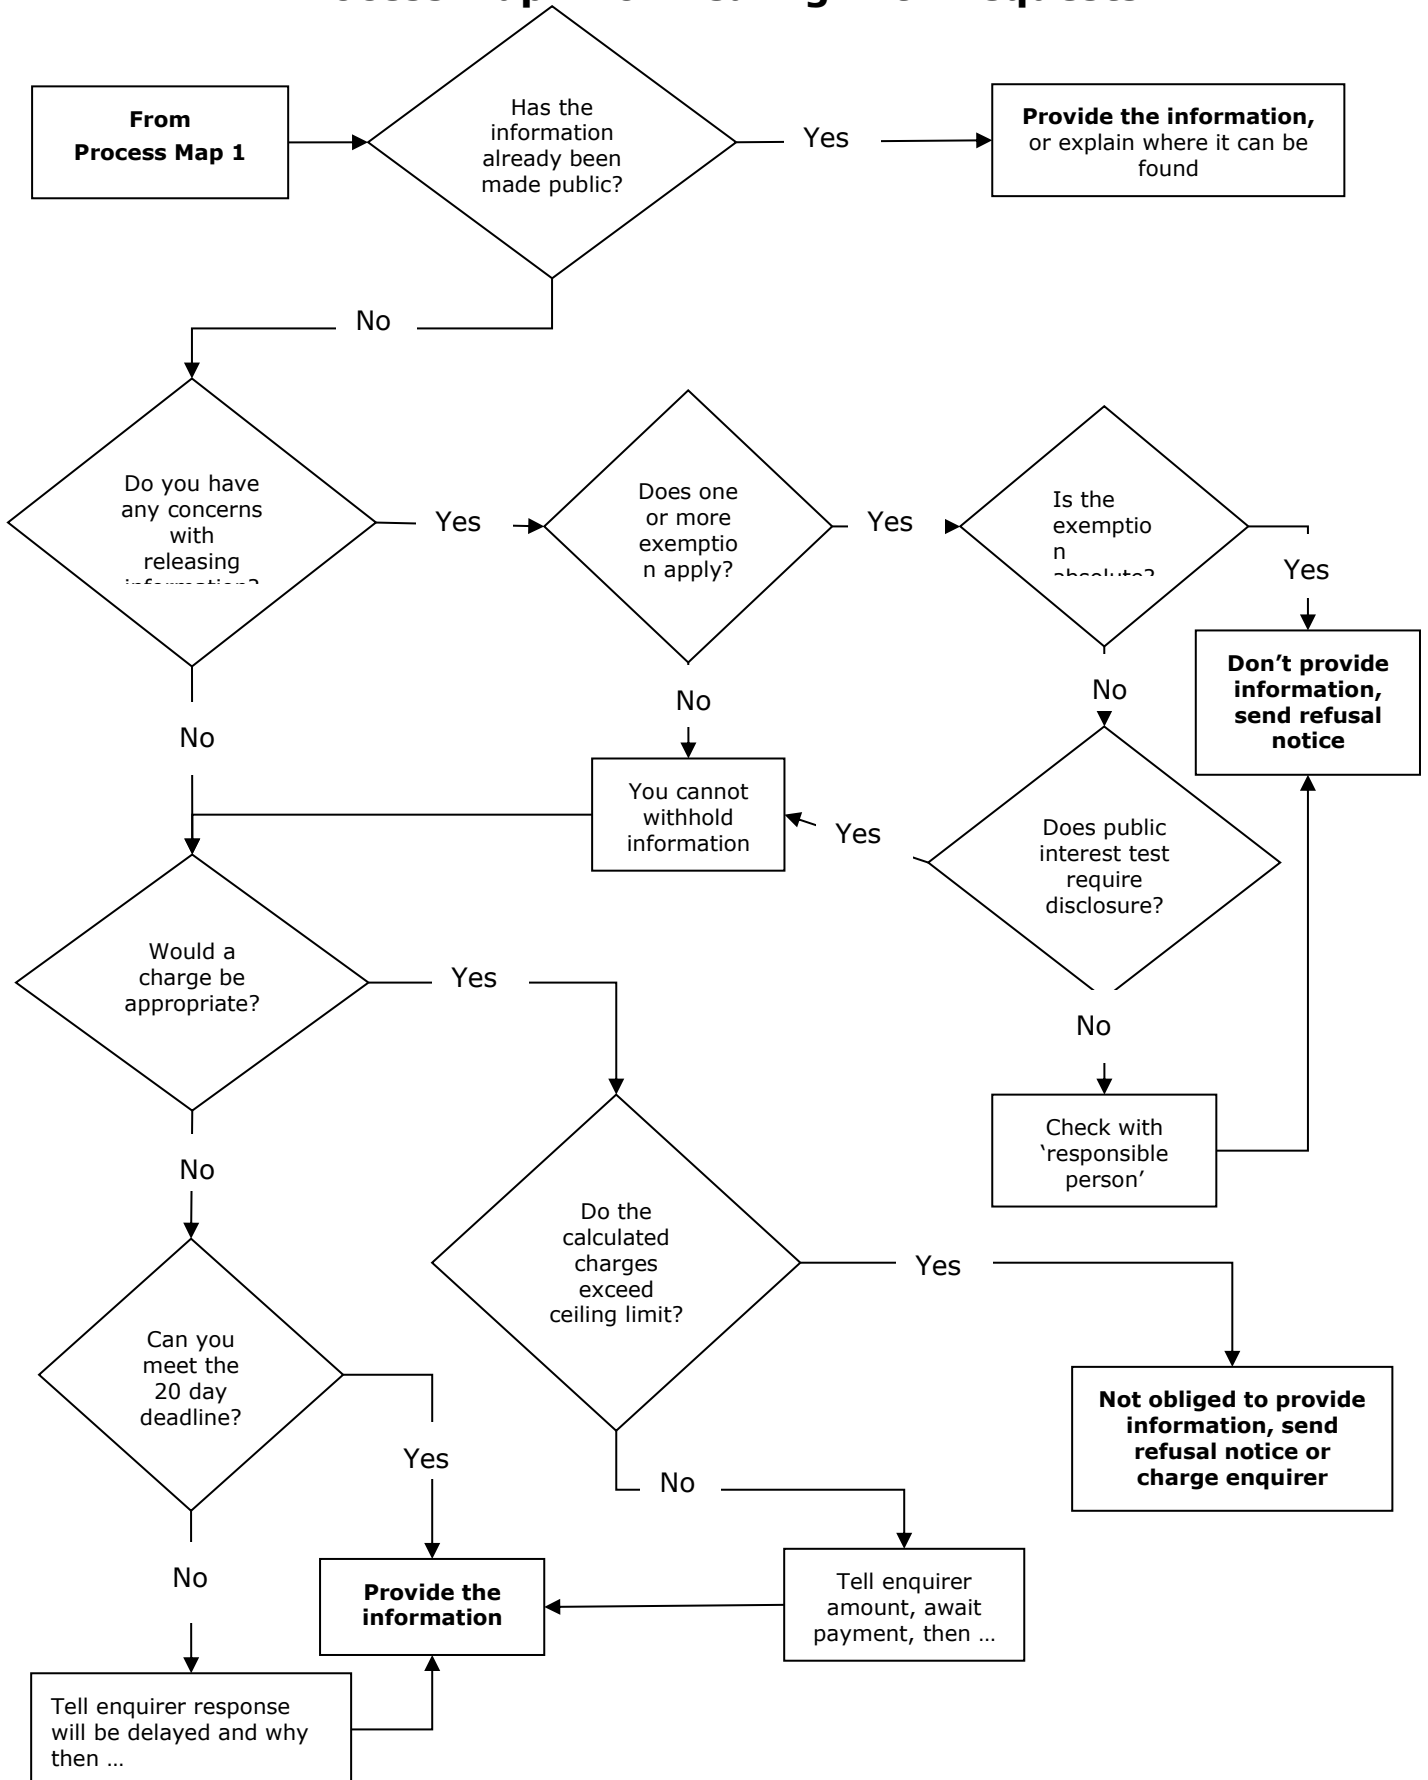 From
Process Map 1
Has the
information
already been
made public?
Yes
Provide the information,
or explain where it can be
found
No
Do you have
any concerns
with
releasing
information?
Yes
Does one
or more
exemptio
n apply?
Yes
Is the
exemptio
n
absolute?
Yes
Don’t provide
information,
send refusal
notice
No
No
No
You cannot
withhold
information
Yes
Does public
interest test
require
disclosure?
Would a
charge be
appropriate?
Yes
No
Check with
‘responsible
person’
No
Do the
calculated
charges
exceed
ceiling limit?
Yes
Can you
meet the
20 day
deadline?
Not obliged to provide
information, send
refusal notice or
charge enquirer
Yes
No
No
Provide the
information
Tell enquirer
amount, await
payment, then …
Tell enquirer response
will be delayed and why
then …